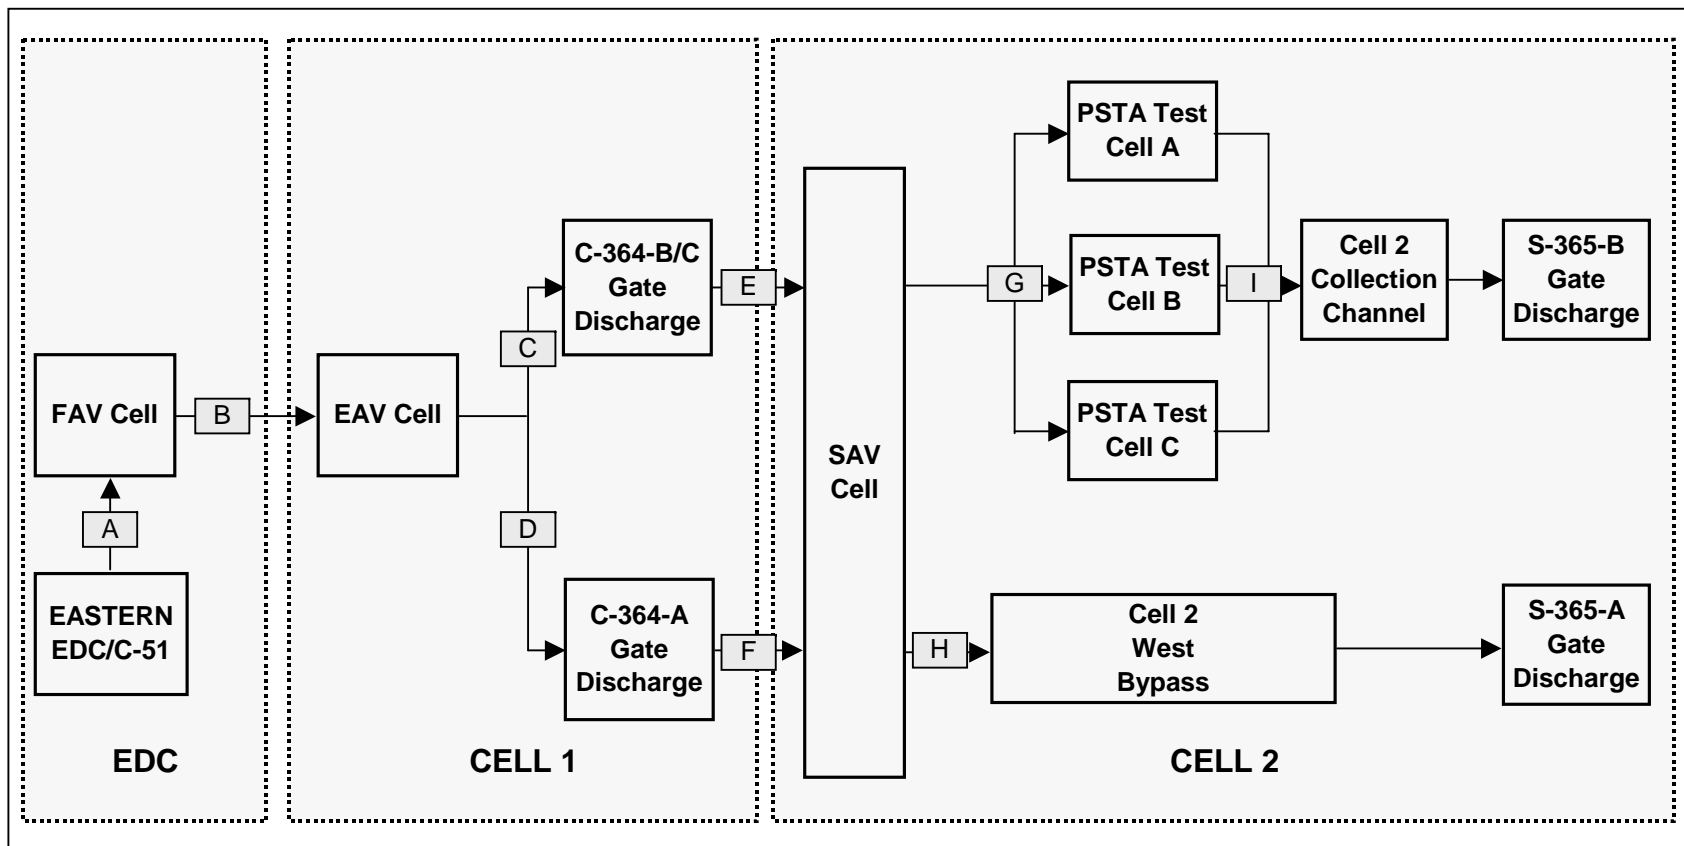 EASTERN
EDC/C-51
A
FAV Cell
B
EDC
EAV Cell
C
D
C-364-B/C
Gate
Discharge
C-364-A
Gate
Discharge
CELL 1
E
F
SAV
Cell
G
H
PSTA Test
Cell A
PSTA Test
Cell B
PSTA Test
Cell C
I
Cell 2
Collection
Channel
S-365-B
Gate
Discharge
Cell 2
West
Bypass
S-365-A
Gate
Discharge
CELL 2